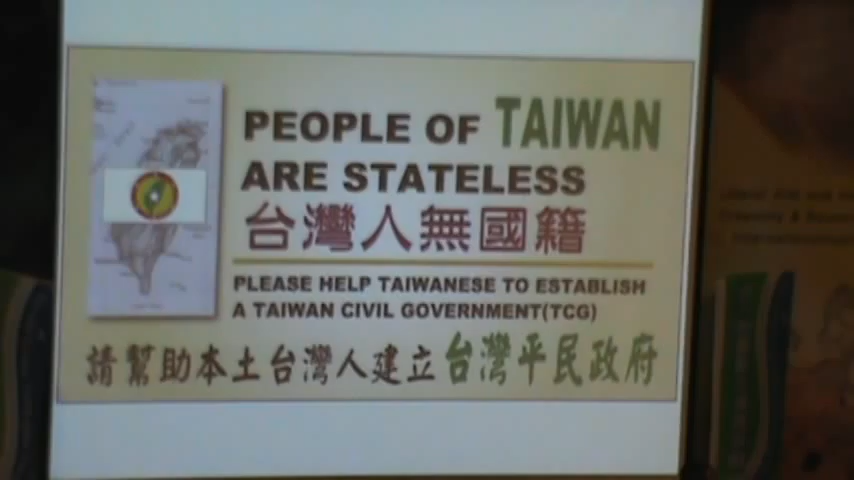 PEOPLE OF TAIWAN
ARE STATELESS
台灣人無國籍
PLEASE HELP TAIWANESE TO ESTABLISH
A TAIWAN CIVIL GOVERNMENT(TCG)
請幫助本土台灣人建立台灣平民政府